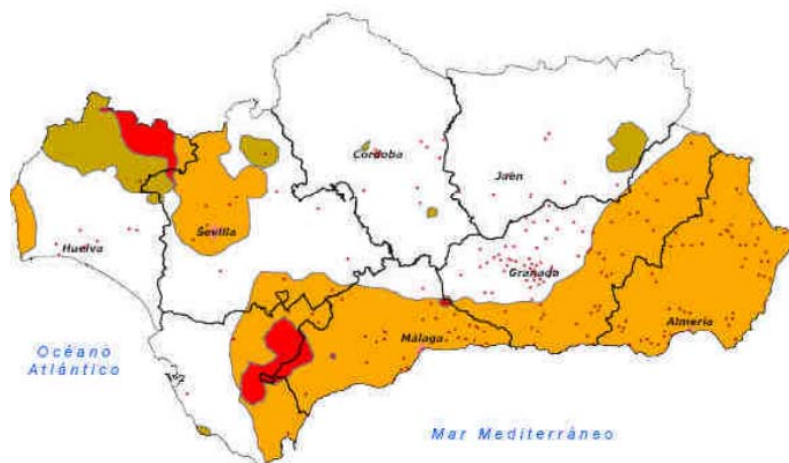 Córdoba
Jaén
Sevilla
Huelva
Granada
Almería
Málaga
Océano
Atlántico
Mar Mediterráneo